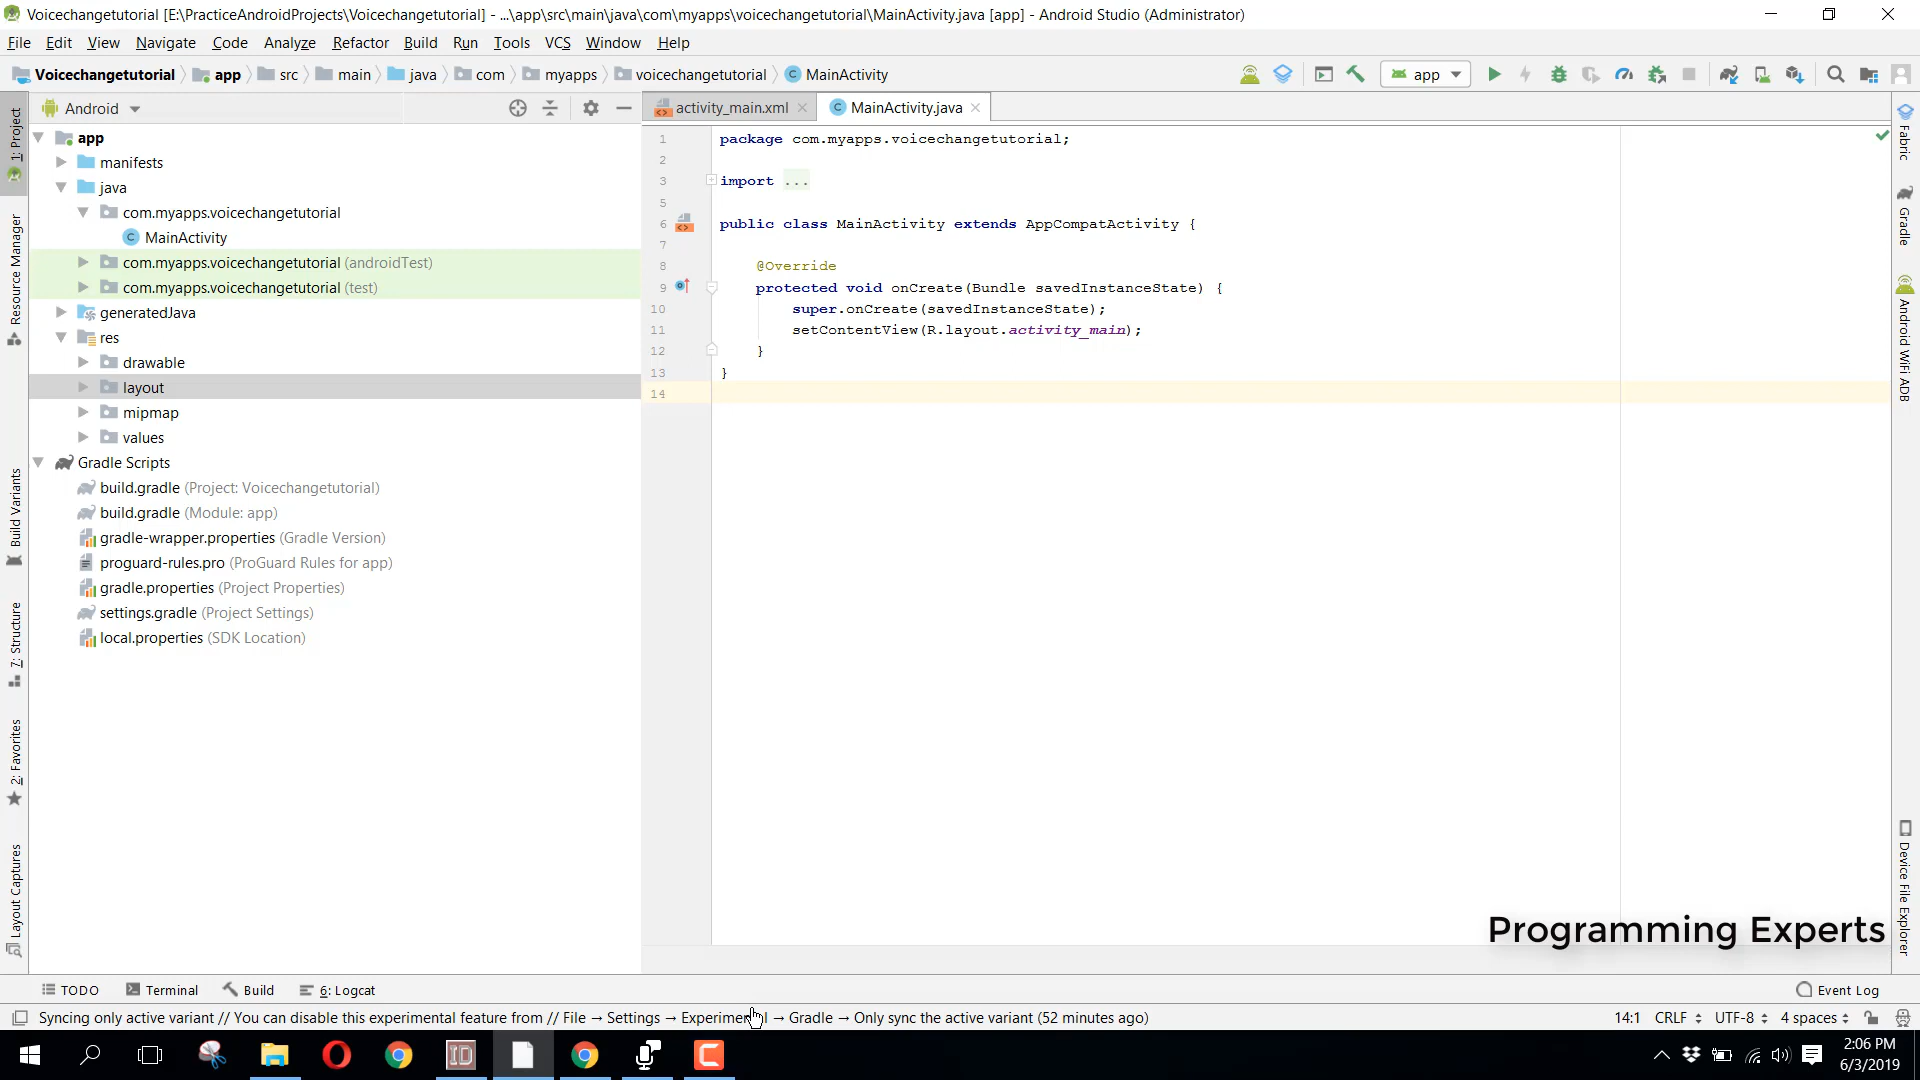 Voicechangetutorial [E:\PracticeAndroidProjects\Voicechangetutorial] - ...\app\src\main\java\com\myapps\voicechangetutorial\MainActivity.java [app] - Android Studio (Administrator)
File Edit View Navigate Code Analyze Refactor Build Run Tools VCS Window Help
Voicechangetutorial app src main java com myapps voicechangetutorial MainActivity
app
Android
activity_main.xml MainActivity.java
1: Project
Resource Manager
Build Variants
7: Structure
2: Favorites
Layout Captures
app
manifests
java
com.myapps.voicechangetutorial
MainActivity
com.myapps.voicechangetutorial (androidTest)
com.myapps.voicechangetutorial (test)
generatedJava
res
drawable
layout
mipmap
values
Gradle Scripts
build.gradle (Project: Voicechangetutorial)
build.gradle (Module: app)
gradle-wrapper.properties (Gradle Version)
proguard-rules.pro (ProGuard Rules for app)
gradle.properties (Project Properties)
settings.gradle (Project Settings)
local.properties (SDK Location)
1 package com.myapps.voicechangetutorial;
2
3 import ...
5
6 public class MainActivity extends AppCompatActivity {
7
8 @Override
9 protected void onCreate(Bundle savedInstanceState) {
10 super.onCreate(savedInstanceState);
11 setContentView(R.layout.activity_main);
12 }
13 }
14
Fabric
Gradle
Android WiFi ADB
Device File Explorer
Programming Experts
TODO Terminal Build 6: Logcat Event Log
Syncing only active variant // You can disable this experimental feature from // File → Settings → Experime → Gradle → Only sync the active variant (52 minutes ago) 14:1 CRLF UTF-8 4 spaces
2:06 PM
6/3/2019